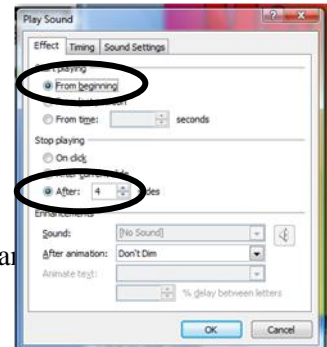 Play Sound
Effect Timing Sound Settings
playing
From beginning
From time: seconds
Stop playing
On click
After: 4
Enhancements
Sound: [No Sound]
After animation: Don't Dim
Animate text:
% delay between letters
OK Cancel